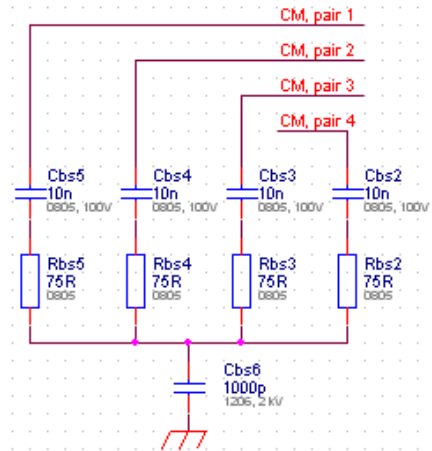 CM, pair 1
CM, pair 2
CM, pair 3
CM, pair 4
Cbs5 Cbs4 Cbs3 Cbs2
10n 10n 10n 10n
0805, 100V 0805, 100V 0805, 100V 0805, 100V
Rbs5 Rbs4 Rbs3 Rbs2
75R 75R 75R 75R
0805 0805 0805 0805
Cbs6
1000p
1206, 2kV